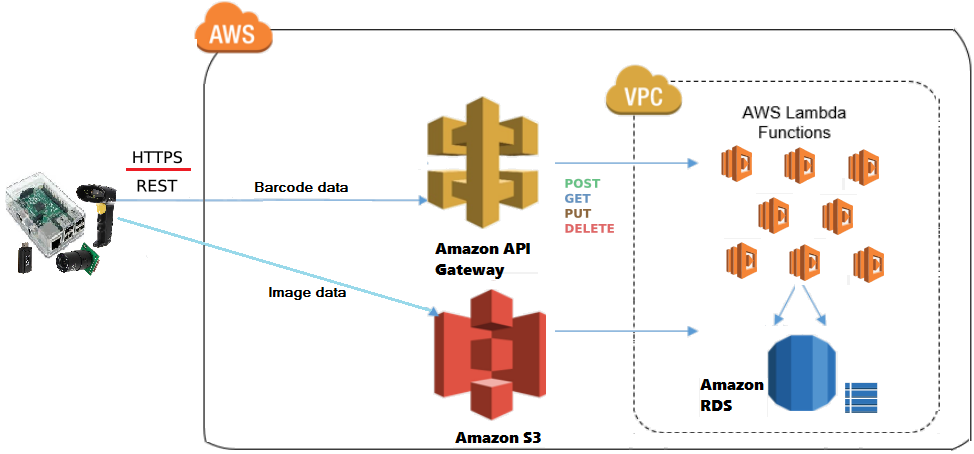 AWS
VPC
AWS Lambda
Functions
HTTPS
REST
Barcode data
POST
GET
PUT
DELETE
Amazon API
Gateway
Image data
Amazon
RDS
Amazon S3